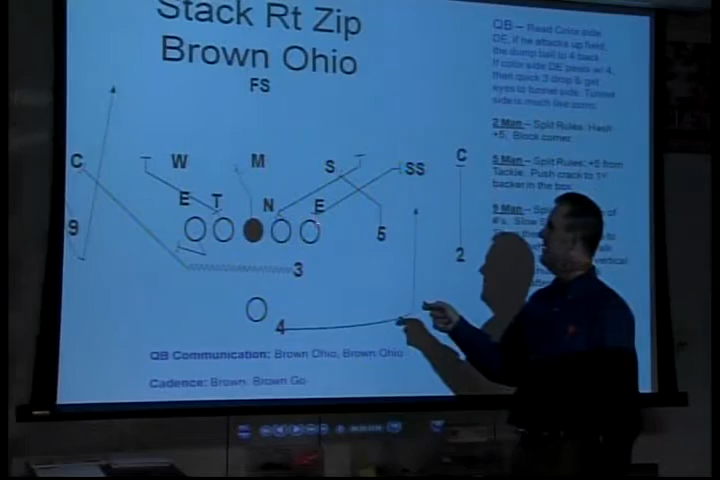 Stack Rt Zip
Brown Ohio
FS
QB – Read Color side
DE, if he attacks up field,
the dump ball to 4 back.
If color side DE peels w/ 4,
then quick 3 drop & get
eyes to tunnel side. Tunnel
side is much like
2 Man – Split Rules: Hash
+5, Block corner.
5 Man – Split Rules: +5 from
Tackle. Push crack to 1st
backer in the box.
9 Man –
C W M S SS C
E T N E
9 5 2
3
4
QB Communication: Brown Ohio, Brown Ohio
Cadence: Brown, Brown Go